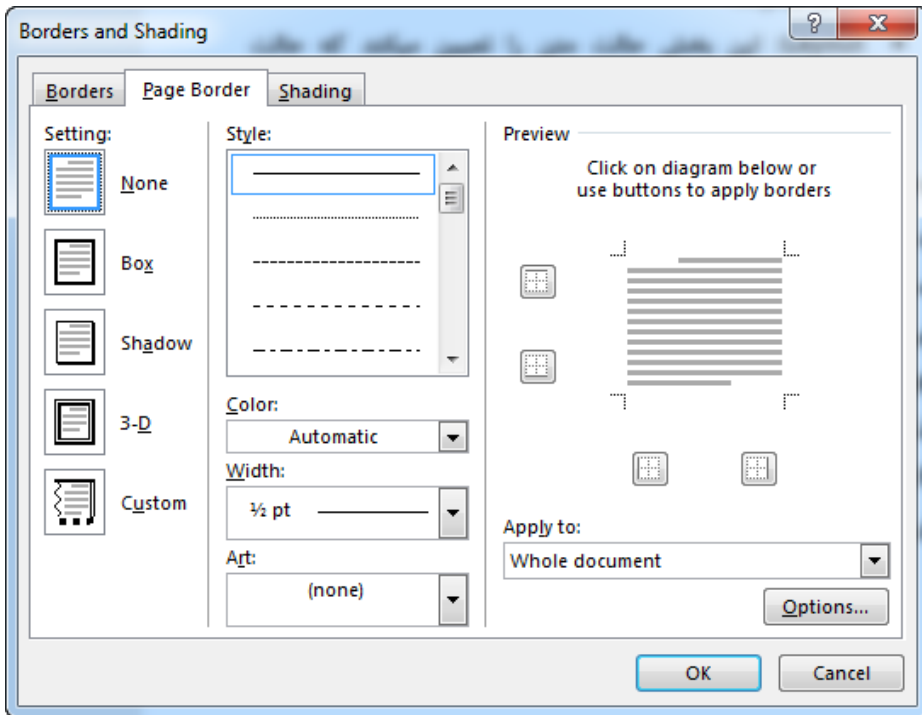 Borders and Shading
Borders
Page Border
Shading
Setting:
None
Box
Shadow
3-D
Custom
Style:
Color:
Automatic
Width:
½ pt
Art:
(none)
Preview
Click on diagram below or
use buttons to apply borders
Apply to:
Whole document
Options...
OK
Cancel